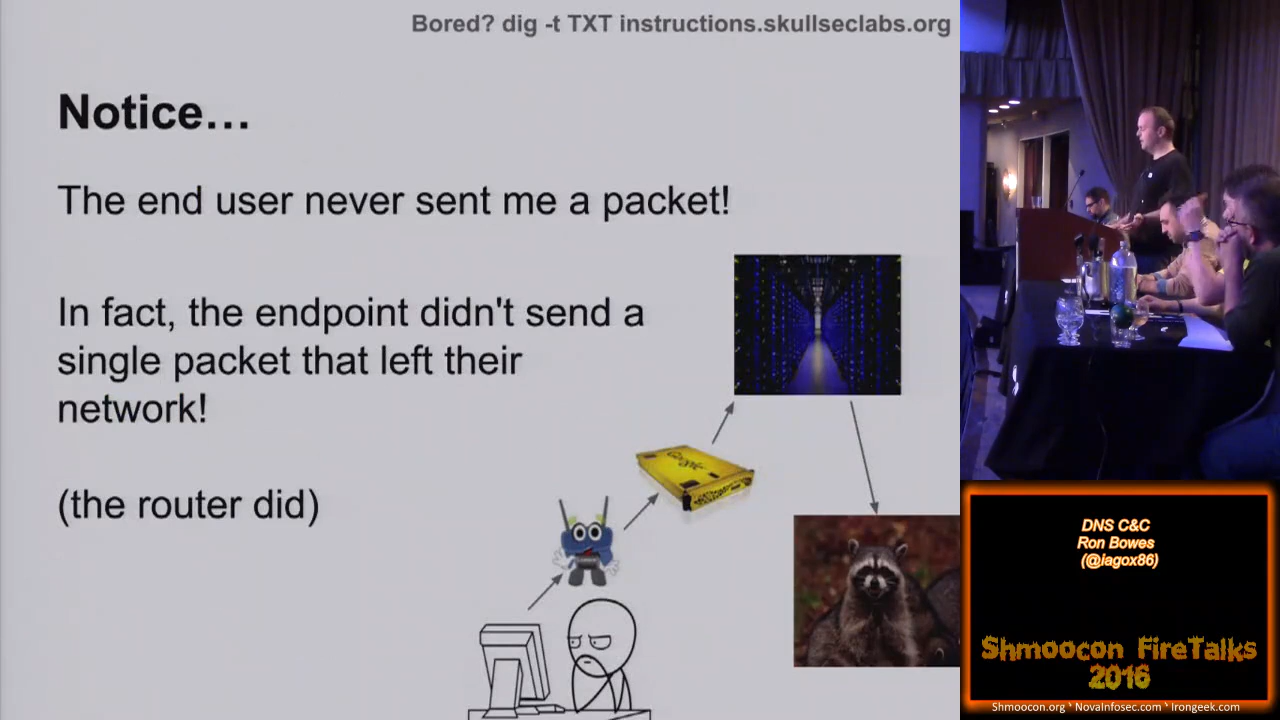 Bored? dig -t TXT instructions.skullseclabs.org
Notice…
The end user never sent me a packet!
In fact, the endpoint didn't send a
single packet that left their
network!
(the router did)
Google
DNS C&C
Ron Bowes
(@iagox86)
Shmoocon FireTalks
2016
Shmoocon.org * NovaInfosec.com * Irongeek.com